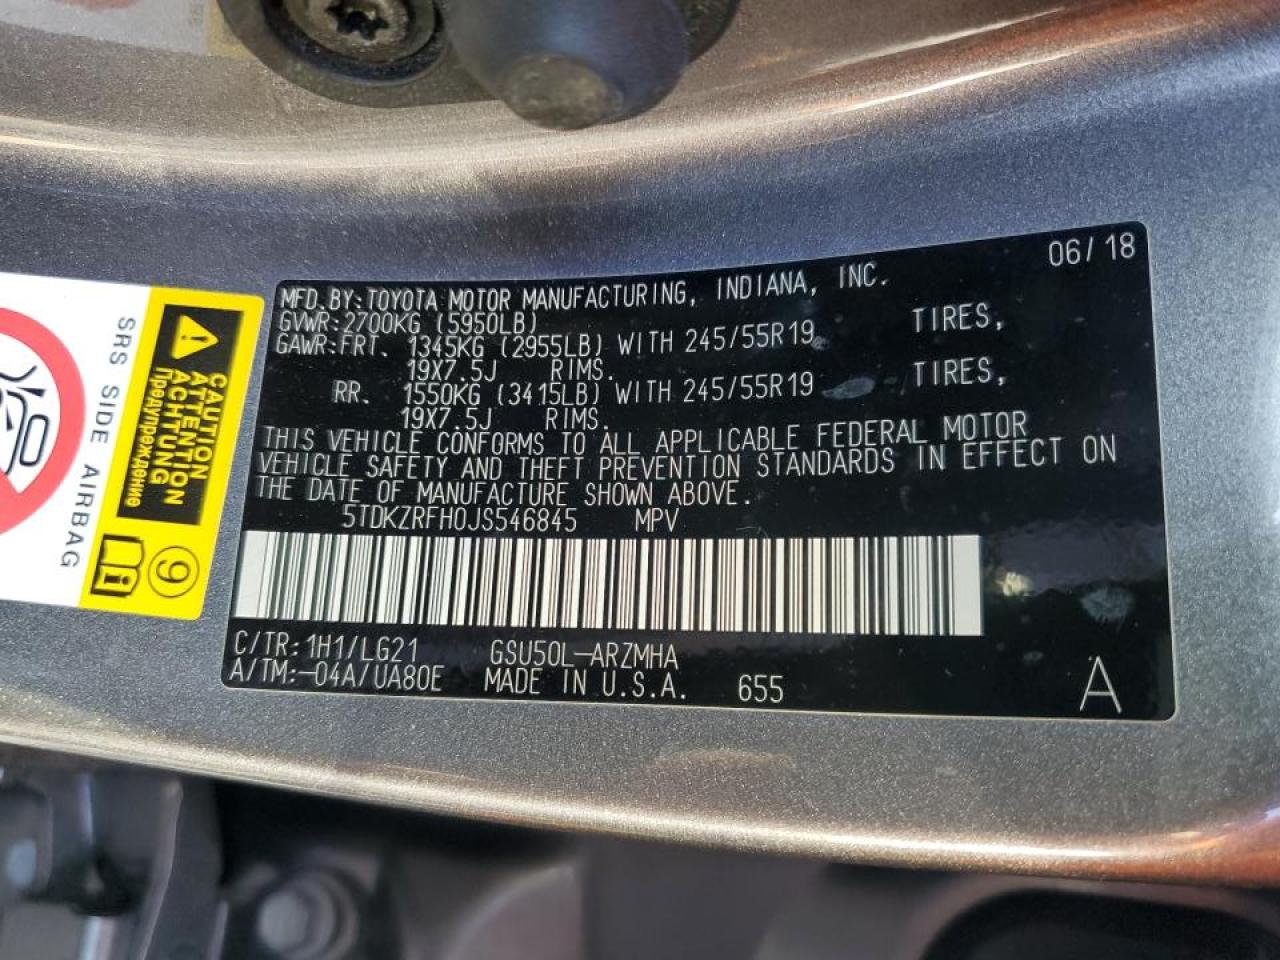 06/18
MFD.BY:TOYOTA MOTOR MANUFACTURING, INDIANA, INC.
GVWR:2700KG (5950LB)
GAWR:FRT. 1345KG (2955LB) WITH 245/55R19 TIRES,
19X7.5J RIMS.
RR. 1550KG (3415LB) WITH 245/55R19 TIRES,
19X7.5J RIMS.
THIS VEHICLE CONFORMS TO ALL APPLICABLE FEDERAL MOTOR
VEHICLE SAFETY AND THEFT PREVENTION STANDARDS IN EFFECT ON
THE DATE OF MANUFACTURE SHOWN ABOVE.
5TDKZRFH0JS546845 MPV
C/TR:1H1/LG21 GSU50L-ARZMHA
A/TM:-04A/UA80E MADE IN U.S.A. 655 A
SRS SIDE AIRBAG
CAUTION
ATTENTION
ACHTUNG
Предупреждение
9